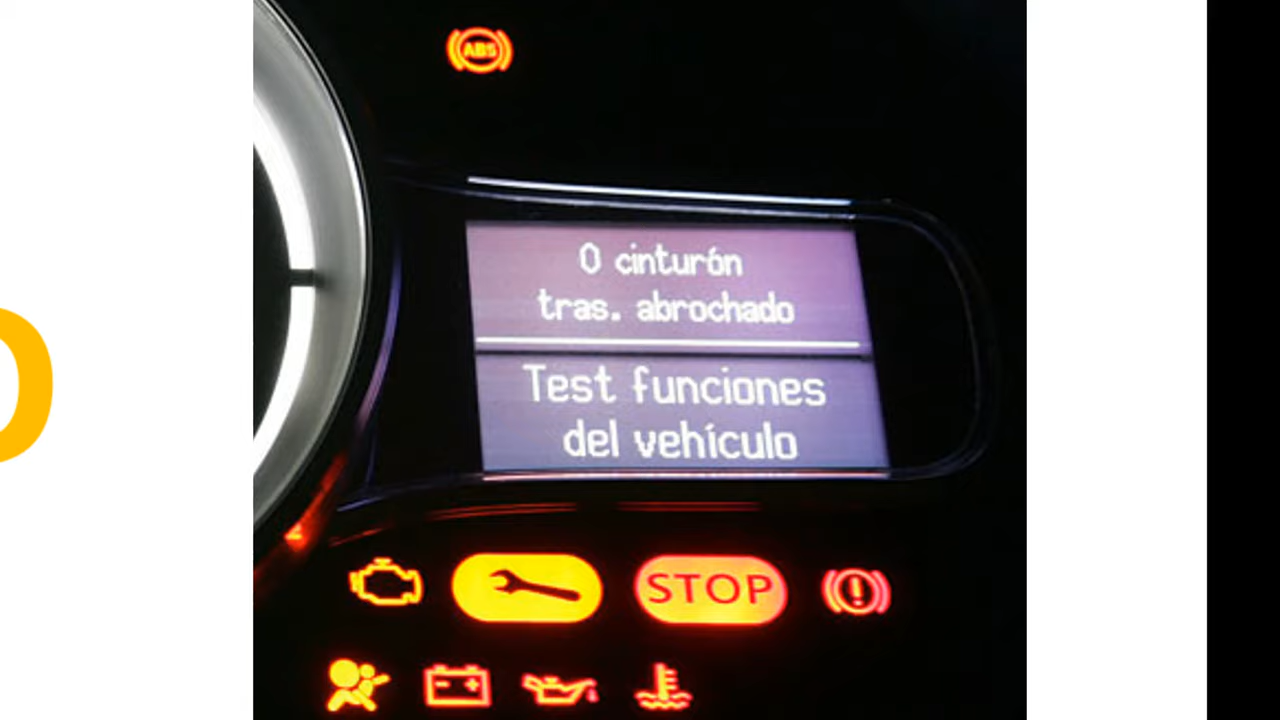 ABS
0 cinturón
tras. abrochado
Test funciones
del vehículo
STOP